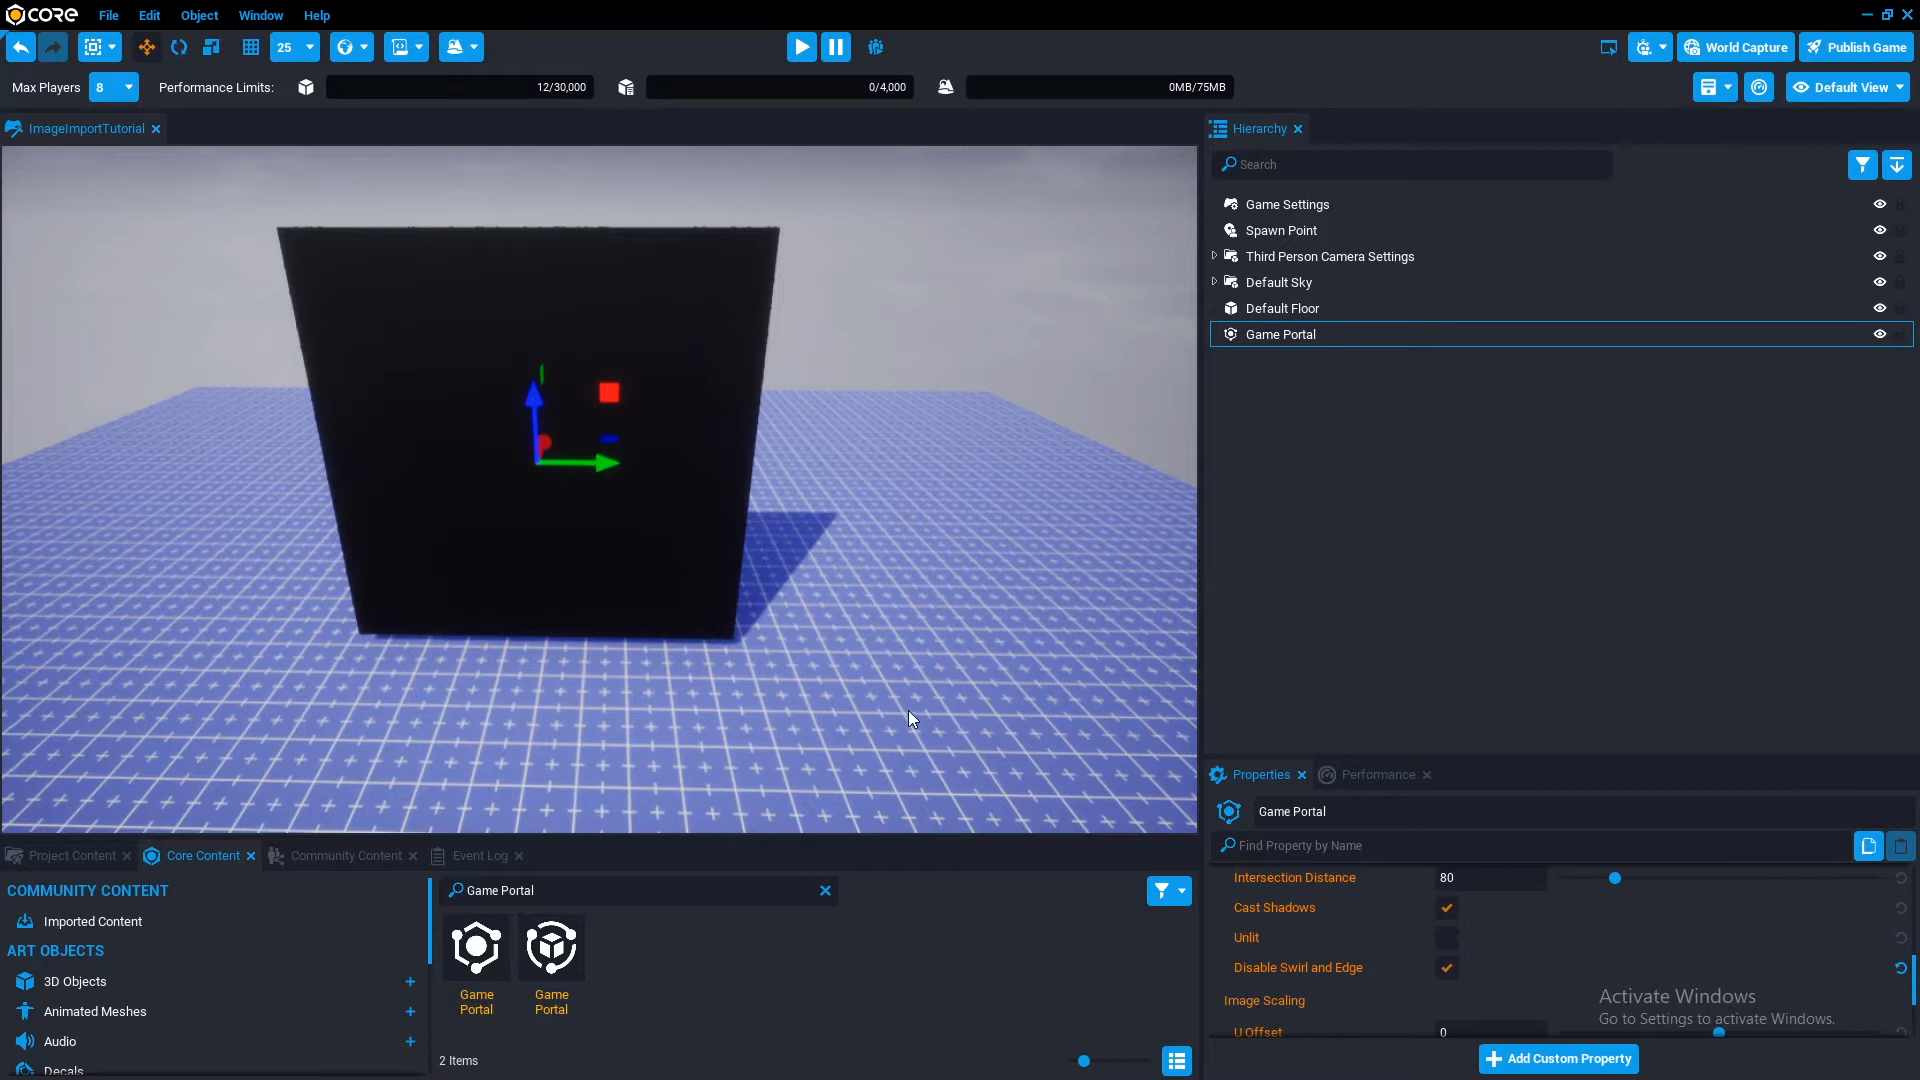 CORE File Edit Object Window Help
25 World Capture Publish Game
Max Players 8 Performance Limits: 12/30,000 0/4,000 0MB/75MB Default View
ImageImportTutorial
Hierarchy
Search
Game Settings
Spawn Point
Third Person Camera Settings
Default Sky
Default Floor
Game Portal
Properties Performance
Game Portal
Find Property by Name
Intersection Distance 80
Cast Shadows
Unlit
Disable Swirl and Edge
Image Scaling
U Offset 0
Activate Windows
Go to Settings to activate Windows.
Add Custom Property
Project Content Core Content Community Content Event Log
COMMUNITY CONTENT
Imported Content
ART OBJECTS
3D Objects
Animated Meshes
Audio
Decals
Game Portal
Game Portal
Game Portal
2 Items